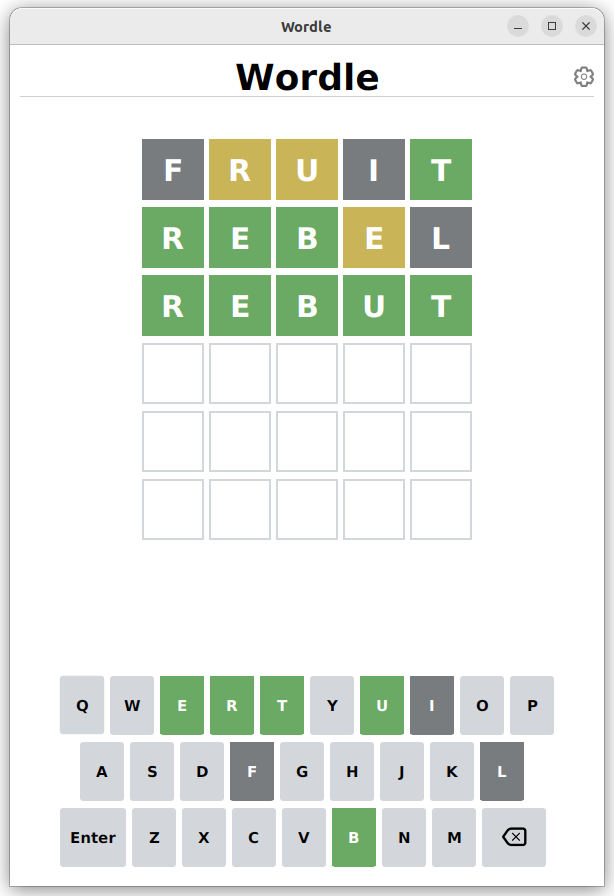 Wordle
Wordle
F R U I T
R E B E L
R E B U T
Q W E R T Y U I O P
A S D F G H J K L
Enter Z X C V B N M